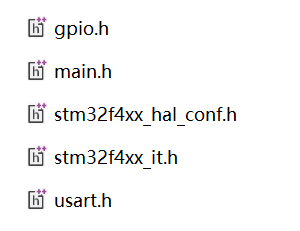 gpio.h
main.h
stm32f4xx_hal_conf.h
stm32f4xx_it.h
usart.h